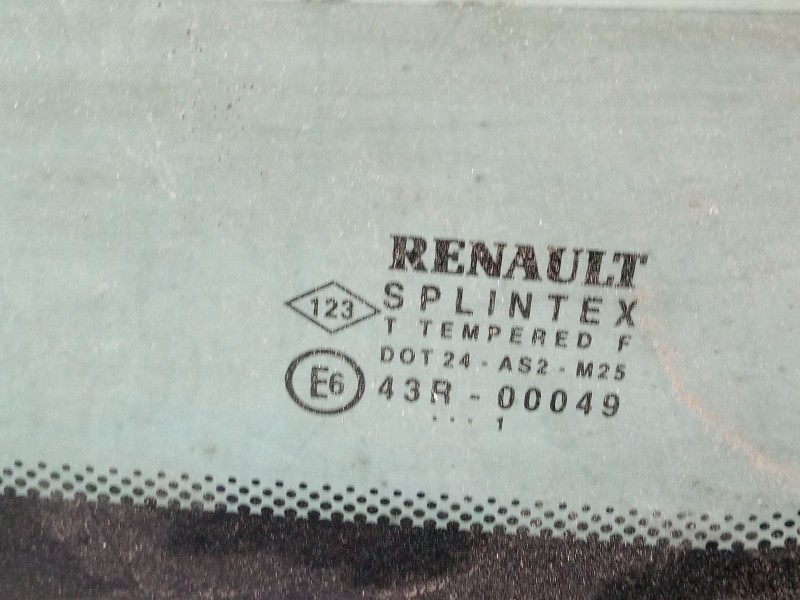 RENAULT
123 SPLINTEX
T TEMPERED F
DOT 24 - AS2 - M25
E6 43R - 00049
... 1